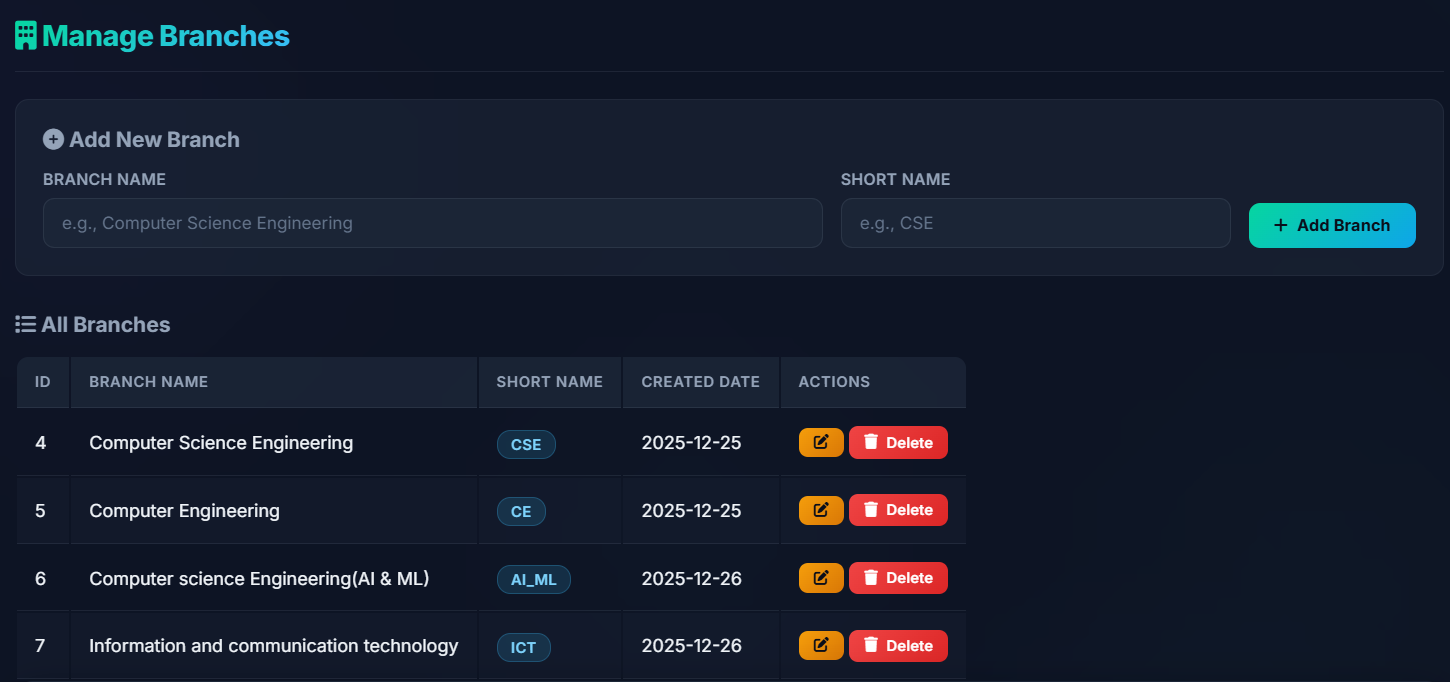 Manage Branches
Add New Branch
BRANCH NAME SHORT NAME
e.g., Computer Science Engineering e.g., CSE + Add Branch
All Branches
ID BRANCH NAME SHORT NAME CREATED DATE ACTIONS
4 Computer Science Engineering CSE 2025-12-25 Delete
5 Computer Engineering CE 2025-12-25 Delete
6 Computer science Engineering(AI & ML) AI_ML 2025-12-26 Delete
7 Information and communication technology ICT 2025-12-26 Delete